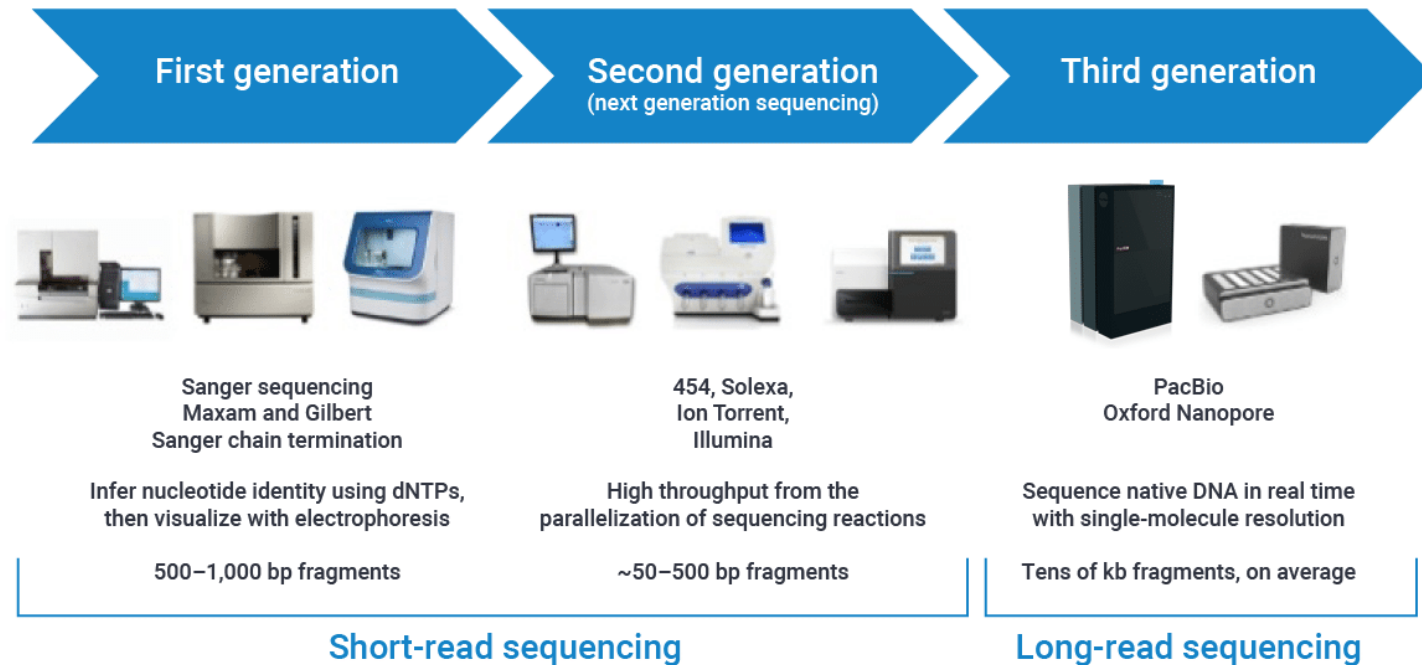 First generation
Second generation
(next generation sequencing)
Third generation
Sanger sequencing
Maxam and Gilbert
Sanger chain termination
454, Solexa,
Ion Torrent,
Illumina
PacBio
Oxford Nanopore
Infer nucleotide identity using dNTPs,
then visualize with electrophoresis
High throughput from the
parallelization of sequencing reactions
Sequence native DNA in real time
with single-molecule resolution
500–1,000 bp fragments
~50–500 bp fragments
Tens of kb fragments, on average
Short-read sequencing
Long-read sequencing